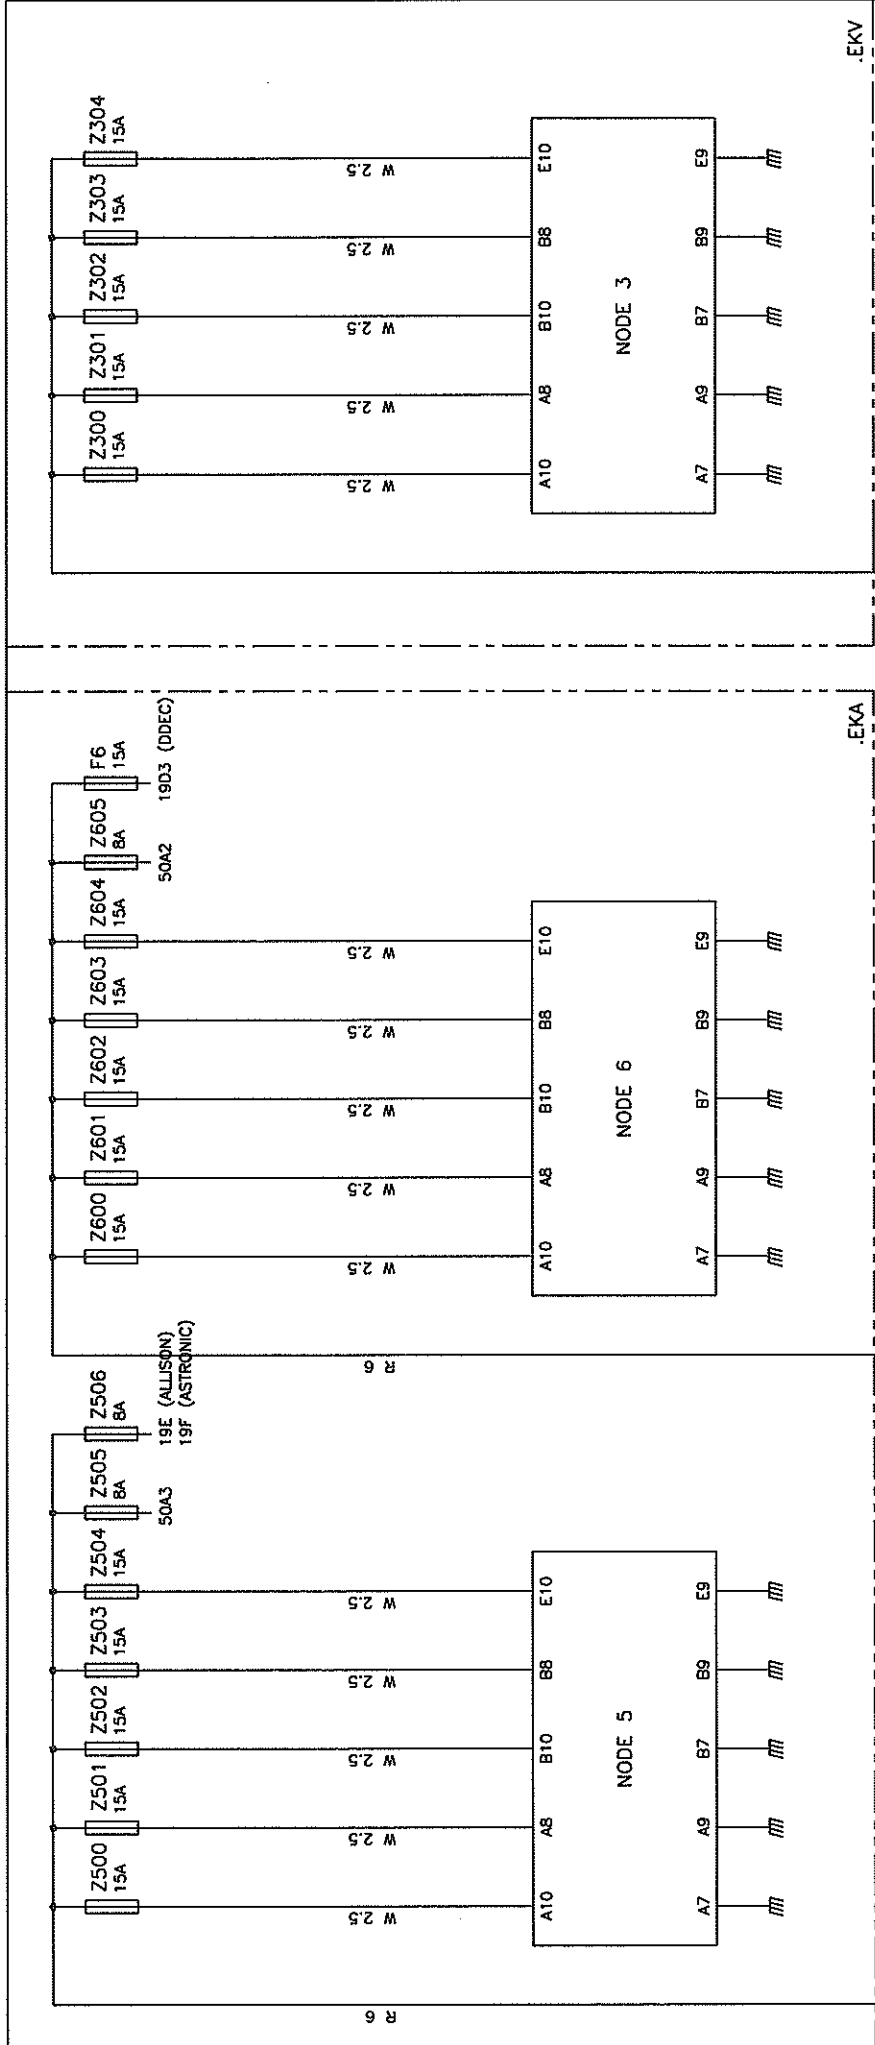 Z304
15A
Z303
15A
Z302
15A
Z301
15A
Z300
15A
W 2.5
W 2.5
W 2.5
W 2.5
W 2.5
E10
B8
B10
A8
A10
NODE 3
E9
B9
B7
A9
A7
.EKV
F6
15A
19D3 (DDEC)
Z605
8A
50A2
Z604
15A
Z603
15A
Z602
15A
Z601
15A
Z600
15A
W 2.5
W 2.5
W 2.5
W 2.5
W 2.5
E10
B8
B10
A8
A10
NODE 6
E9
B9
B7
A9
A7
R 6
.EKA
Z506
8A
19E (ALLISON)
19F (ASTRONIC)
Z505
8A
50A3
Z504
15A
Z503
15A
Z502
15A
Z501
15A
Z500
15A
W 2.5
W 2.5
W 2.5
W 2.5
W 2.5
E10
B8
B10
A8
A10
NODE 5
E9
B9
B7
A9
A7
R 6